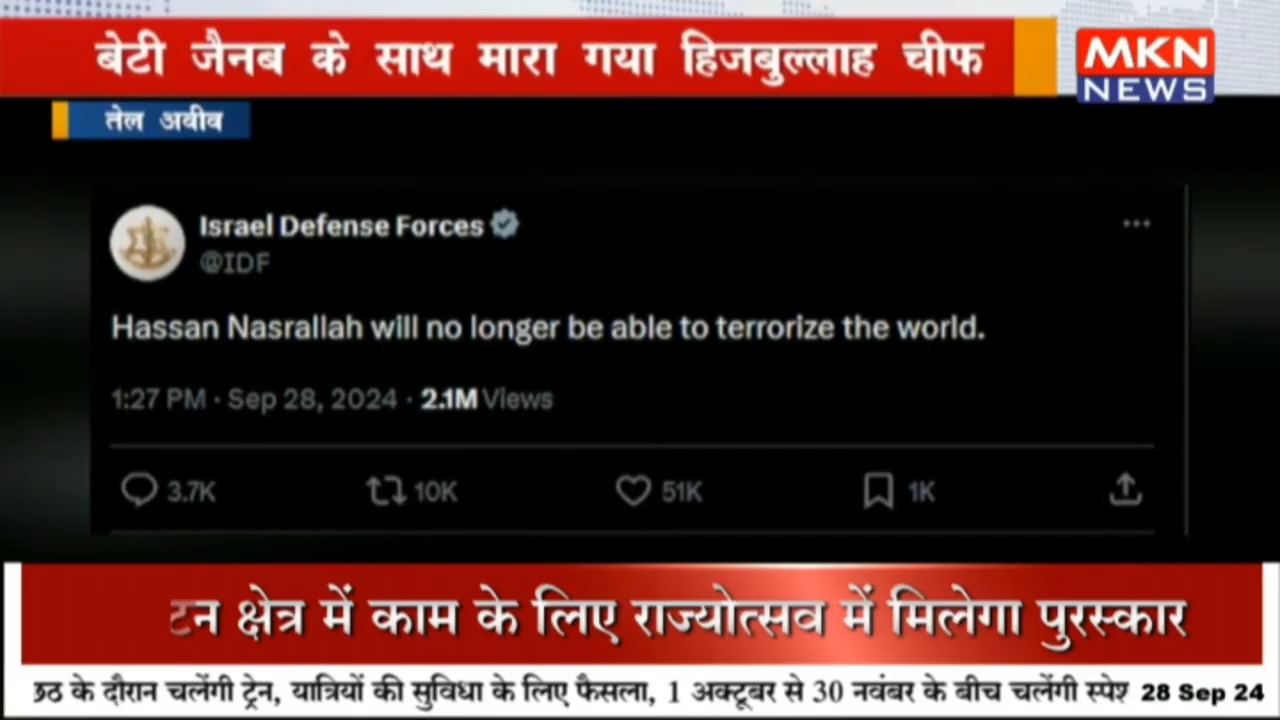 बेटी जैनब के साथ मारा गया हिजबुल्लाह चीफ
MKN
NEWS
तेल अवीव
Israel Defense Forces
@IDF
Hassan Nasrallah will no longer be able to terrorize the world.
1:27 PM · Sep 28, 2024 · 2.1M Views
3.7K 10K 51K 1K
टन क्षेत्र में काम के लिए राज्योत्सव में मिलेगा पुरस्कार
के दौरान चलेंगी ट्रेन, यात्रियों की सुविधा के लिए फैसला, 1 अक्टूबर से 30 नवंबर के बीच चलेंगी 28 Sep 24